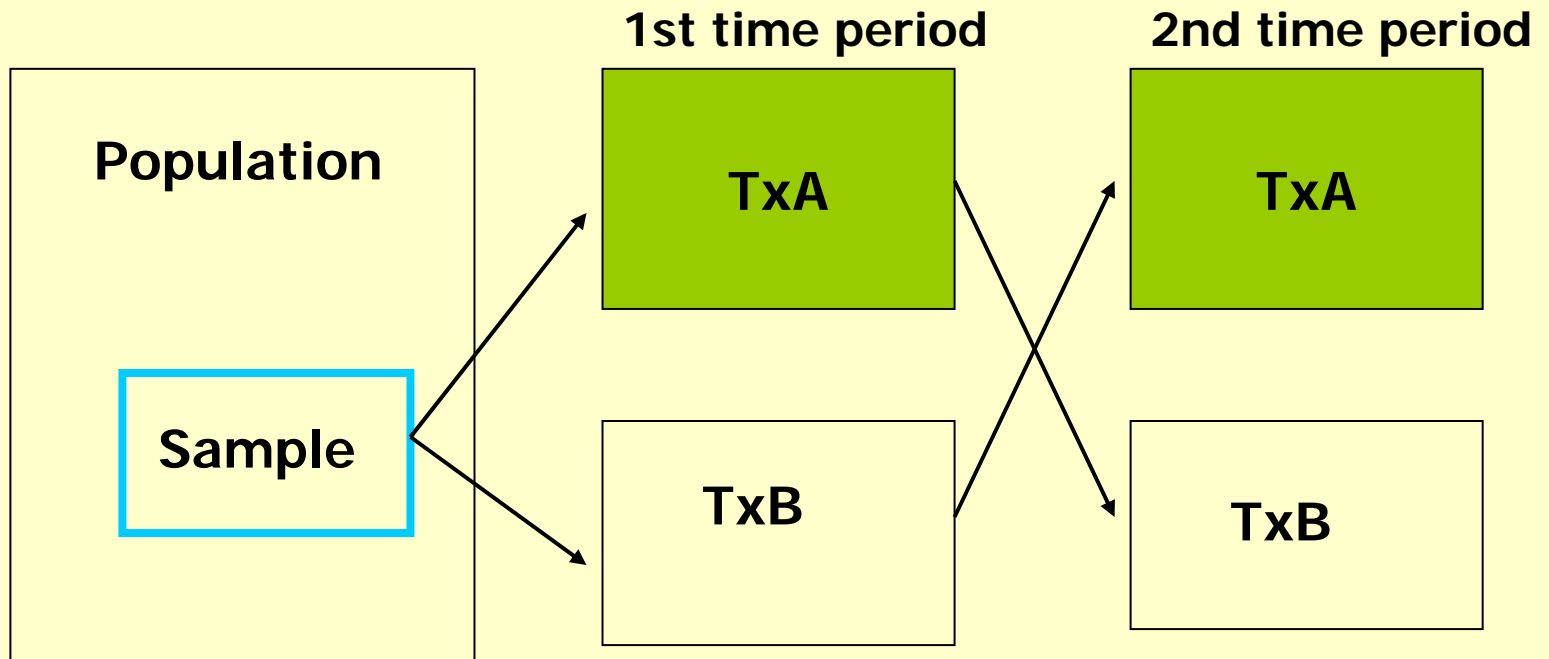 1st time period
2nd time period
Population
TxA
TxA
Sample
TxB
TxB